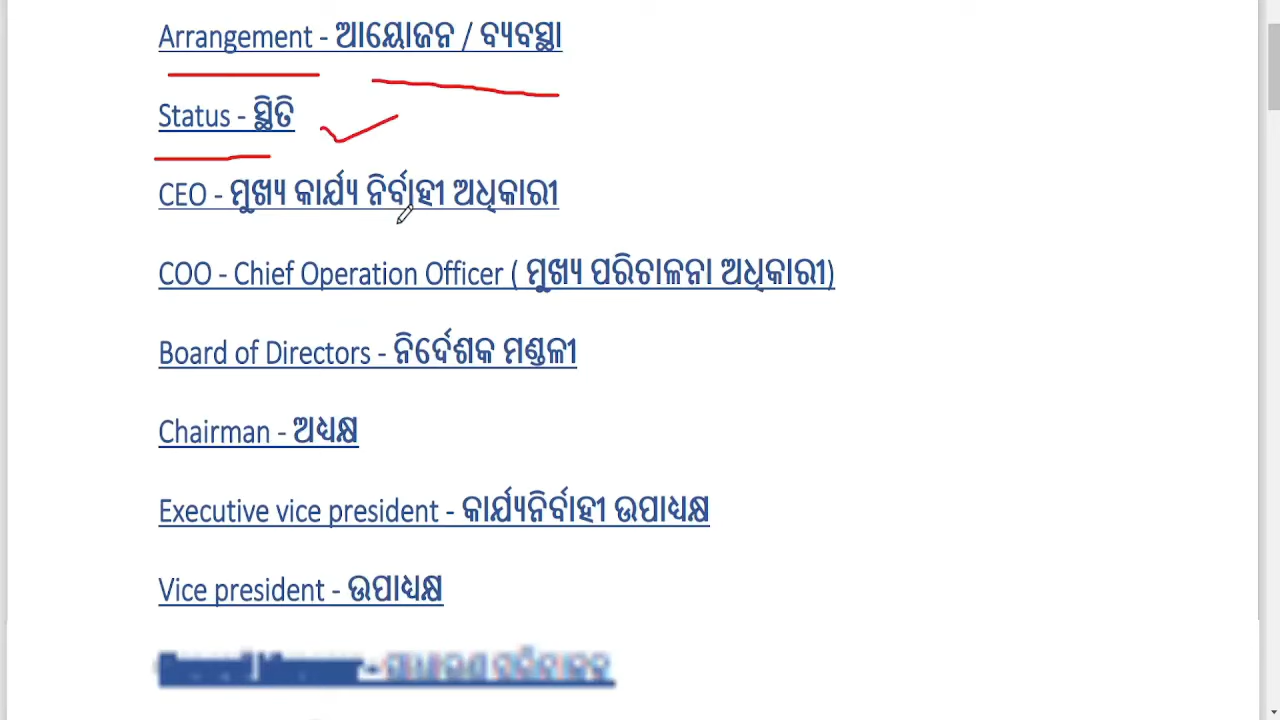 Arrangement - ଆୟୋଜନ / ବ୍ୟବସ୍ଥା
Status - ସ୍ଥିତି
CEO - ମୁଖ୍ୟ କାର୍ଯ୍ୟ ନିର୍ବାହୀ ଅଧିକାରୀ
COO - Chief Operation Officer ( ମୁଖ୍ୟ ପରିଚାଳନା ଅଧିକାରୀ)
Board of Directors - ନିର୍ଦେଶକ ମଣ୍ଡଳୀ
Chairman - ଅଧ୍ୟକ୍ଷ
Executive vice president - କାର୍ଯ୍ୟନିର୍ବାହୀ ଉପାଧ୍ୟକ୍ଷ
Vice president - ଉପାଧ୍ୟକ୍ଷ